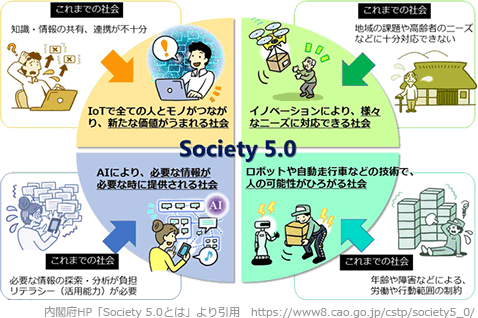 これまでの社会
知識・情報の共有、連携が不十分
IoTで全ての人とモノがつなが
り、新たな価値がうまれる社会
これまでの社会
地域の課題や高齢者のニーズ
などに十分対応できない
イノベーションにより、様々
なニーズに対応できる社会
Society 5.0
AIにより、必要な情報が
必要な時に提供される社会
AI
これまでの社会
必要な情報の探索・分析が負担
リテラシー（活用能力）が必要
ロボットや自動走行車などの技術で、
人の可能性がひろがる社会
これまでの社会
年齢や障害などによる、
労働や行動範囲の制約
内閣府HP「Society 5.0とは」より引用　https://www8.cao.go.jp/cstp/society5_0/